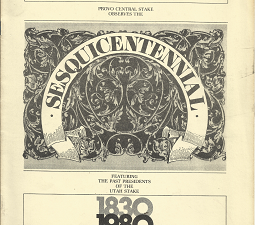 PROVO CENTRAL STAKE
OBSERVES THE
·SESQUICENTENNIAL·
FEATURING
THE PAST PRESIDENTS
OF THE
UTAH STAKE
1830
1980